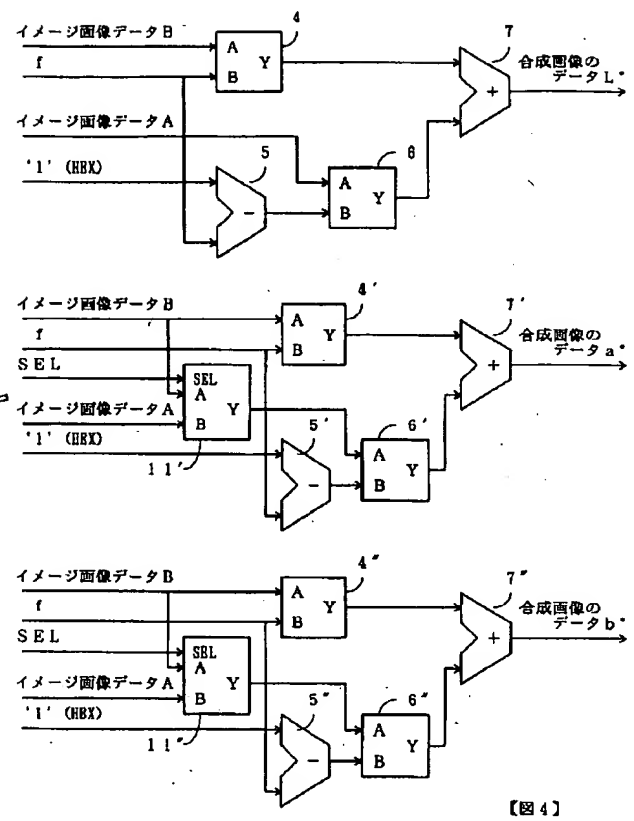 イメージ画像データB
4
7
f
A
Y
B
合成画像の
データL*
+
イメージ画像データA
5
6
'1' (HEX)
A
Y
B
−
イメージ画像データB
4'
7'
f
A
Y
B
合成画像の
データa*
SEL
SEL
+
A
Y
イメージ画像データA
B
5'
6'
'1' (HEX)
A
Y
B
11'
−
イメージ画像データB
4"
7"
f
A
Y
B
合成画像の
データb*
SEL
SEL
+
A
Y
イメージ画像データA
B
5"
6"
'1' (HEX)
A
Y
B
11"
−
【図4】